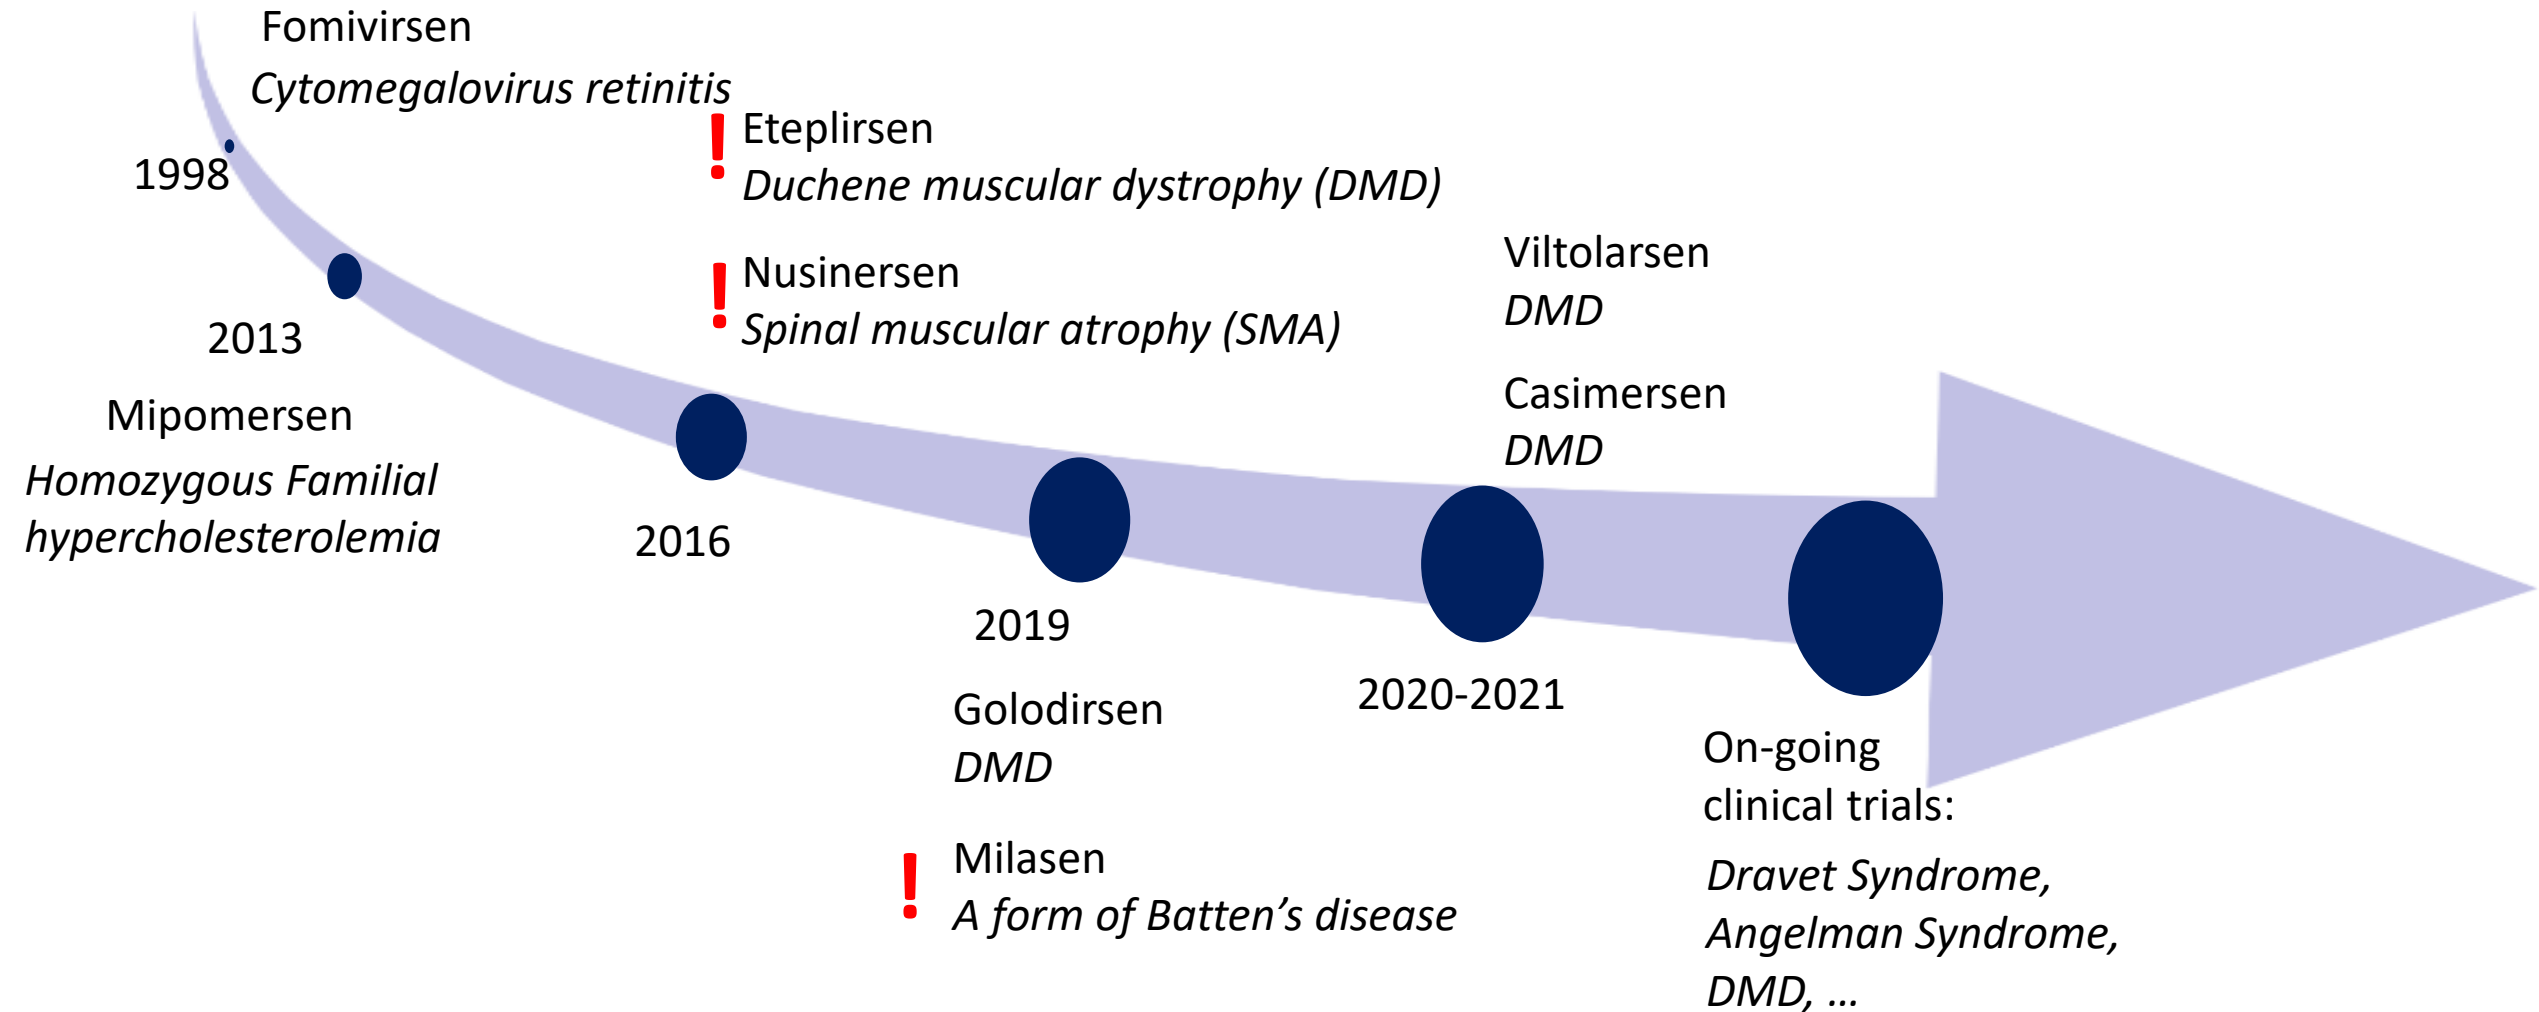 Fomivirsen
Cytomegalovirus retinitis
1998
2013
Mipomersen
Homozygous Familial
hypercholesterolemia
! Eteplirsen
Duchene muscular dystrophy (DMD)
! Nusinersen
Spinal muscular atrophy (SMA)
2016
2019
Golodirsen
DMD
! Milasen
A form of Batten’s disease
Viltolarsen
DMD
Casimersen
DMD
2020-2021
On-going
clinical trials:
Dravet Syndrome,
Angelman Syndrome,
DMD, ...